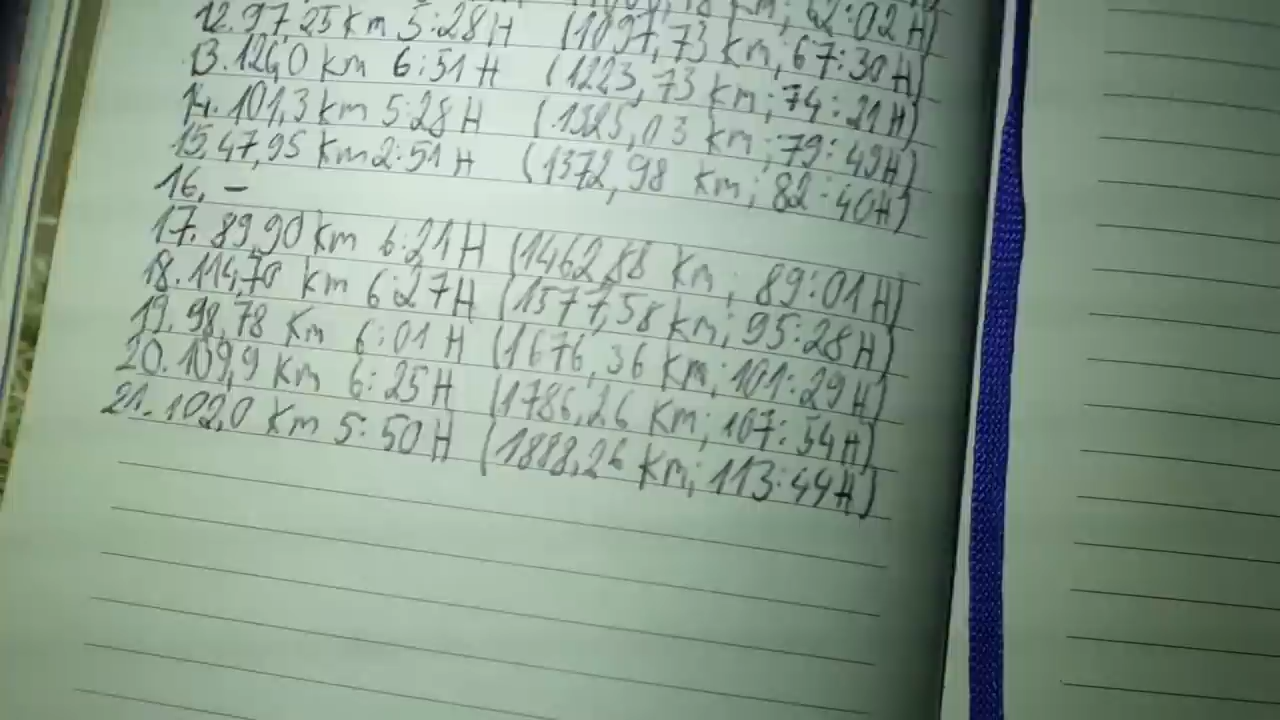 km; 62:02 H)
12. 97,25 km 5:28 H (1097,73 km; 67:30 H)
13. 126,0 km 6:51 H (1223,73 km; 74:21 H)
14. 101,3 km 5:28 H (1325,03 km; 79:49 H)
15. 47,95 km 2:51 H (1372,98 km; 82:40 H)
16. –
17. 89,90 km 6:21 H (1462,88 km; 89:01 H)
18. 114,70 km 6:27 H (1577,58 km; 95:28 H)
19. 98,78 km 6:01 H (1676,36 km; 101:29 H)
20. 109,9 km 6:25 H (1786,26 km; 107:54 H)
21. 102,0 km 5:50 H (1888,26 km; 113:44 H)